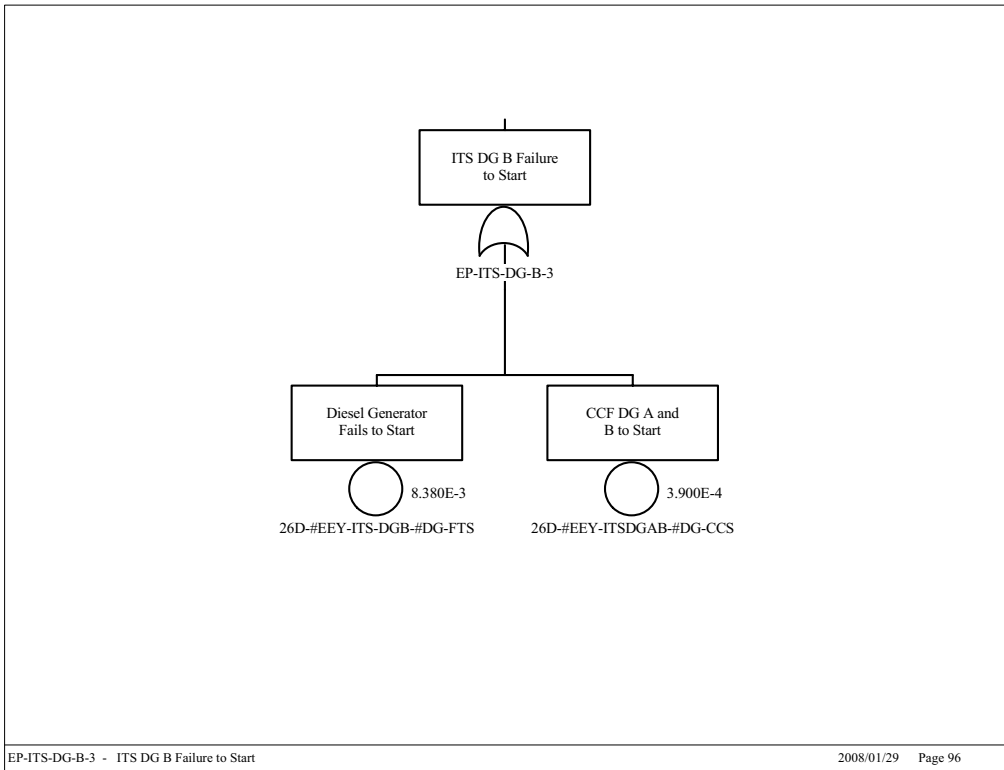 ITS DG B Failure
to Start
EP-ITS-DG-B-3
Diesel Generator
Fails to Start
CCF DG A and
B to Start
8.380E-3
3.900E-4
26D-#EEY-ITS-DGB-#DG-FTS
26D-#EEY-ITSDGAB-#DG-CCS
EP-ITS-DG-B-3 - ITS DG B Failure to Start
2008/01/29 Page 96